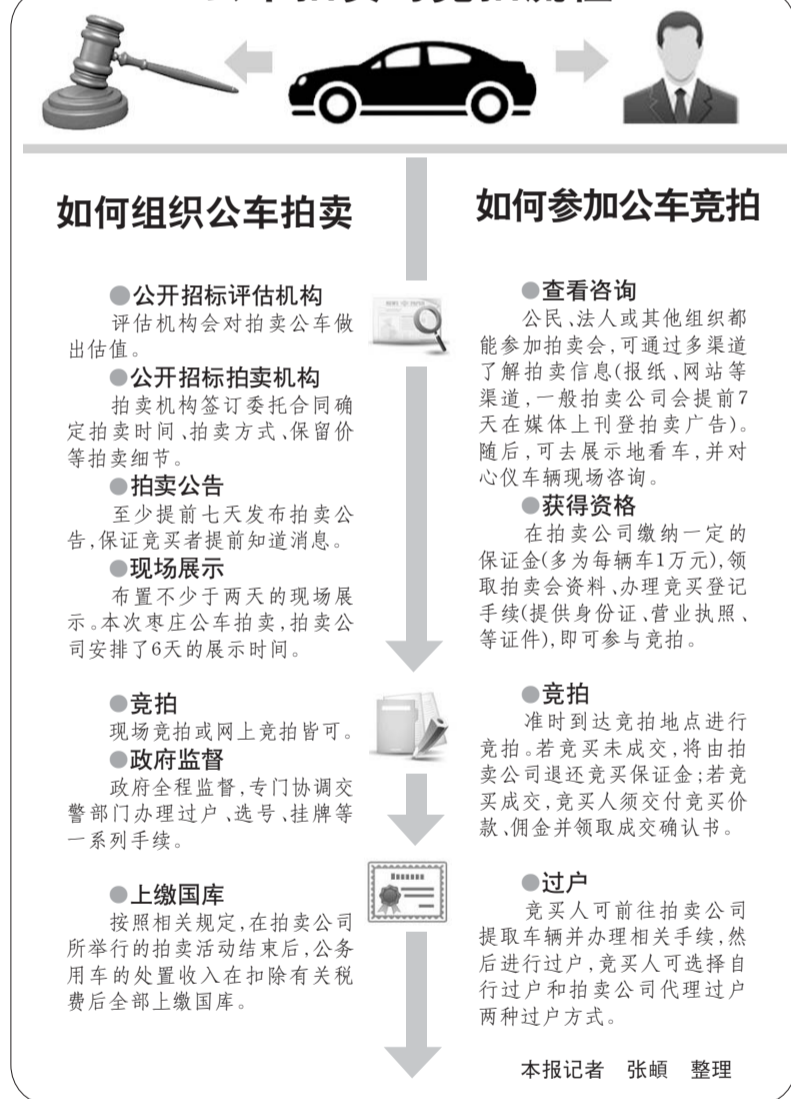 如何组织公车拍卖
●公开招标评估机构
评估机构会对拍卖公车做
出估值。
●公开招标拍卖机构
拍卖机构签订委托合同确
定拍卖时间、拍卖方式、保留价
等拍卖细节。
●拍卖公告
至少提前七天发布拍卖公
告,保证竞买者提前知道消息。
●现场展示
布置不少于两天的现场展
示。本次枣庄公车拍卖,拍卖公
司安排了6天的展示时间。
●竞拍
现场竞拍或网上竞拍皆可。
●政府监督
政府全程监督,专门协调交
警部门办理过户、选号、挂牌等
一系列手续。
●上缴国库
按照相关规定,在拍卖公司
所举行的拍卖活动结束后,公务
用车的处置收入在扣除有关税
费后全部上缴国库。
如何参加公车竞拍
●查看咨询
公民、法人或其他组织都
能参加拍卖会,可通过多渠道
了解拍卖信息(报纸、网站等
渠道,一般拍卖公司会提前7
天在媒体上刊登拍卖广告)。
随后,可去展示地看车,并对
心仪车辆现场咨询。
●获得资格
在拍卖公司缴纳一定的
保证金(多为每辆车1万元),领
取拍卖会资料、办理竞买登记
手续(提供身份证、营业执照、
等证件),即可参与竞拍。
●竞拍
准时到达竞拍地点进行
竞拍。若竞买未成交,将由拍
卖公司退还竞买保证金;若竞
买成交,竞买人须交付竞买价
款、佣金并领取成交确认书。
●过户
竞买人可前往拍卖公司
提取车辆并办理相关手续,然
后进行过户,竞买人可选择自
行过户和拍卖公司代理过户
两种过户方式。
本报记者 张頔 整理